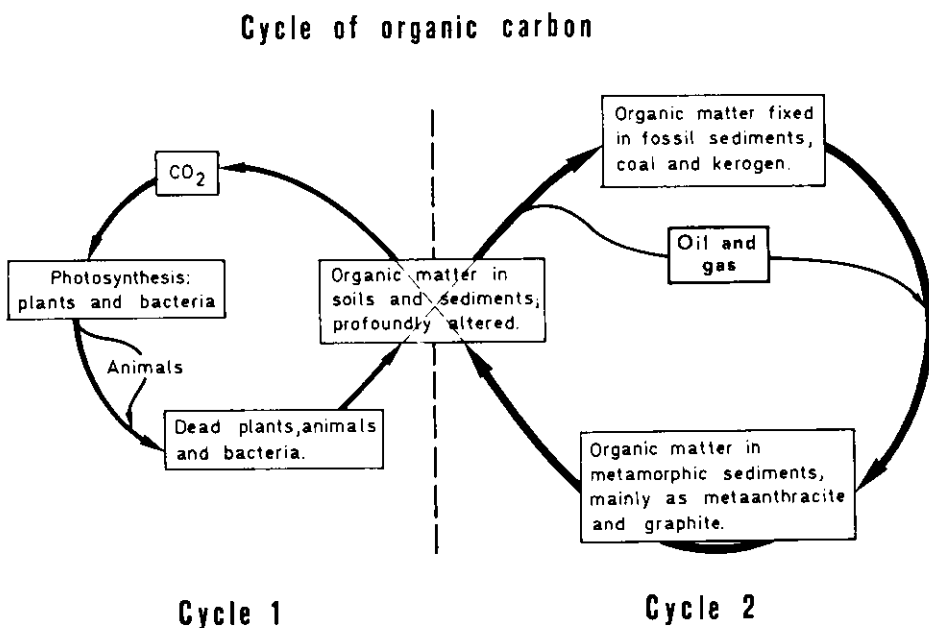 Cycle of organic carbon
CO2
Photosynthesis:
plants and bacteria
Animals
Dead plants, animals
and bacteria.
Organic matter in
soils and sediments;
profoundly altered.
Organic matter fixed
in fossil sediments,
coal and kerogen.
Oil and
gas
Organic matter in
metamorphic sediments,
mainly as metaanthracite
and graphite.
Cycle 1
Cycle 2